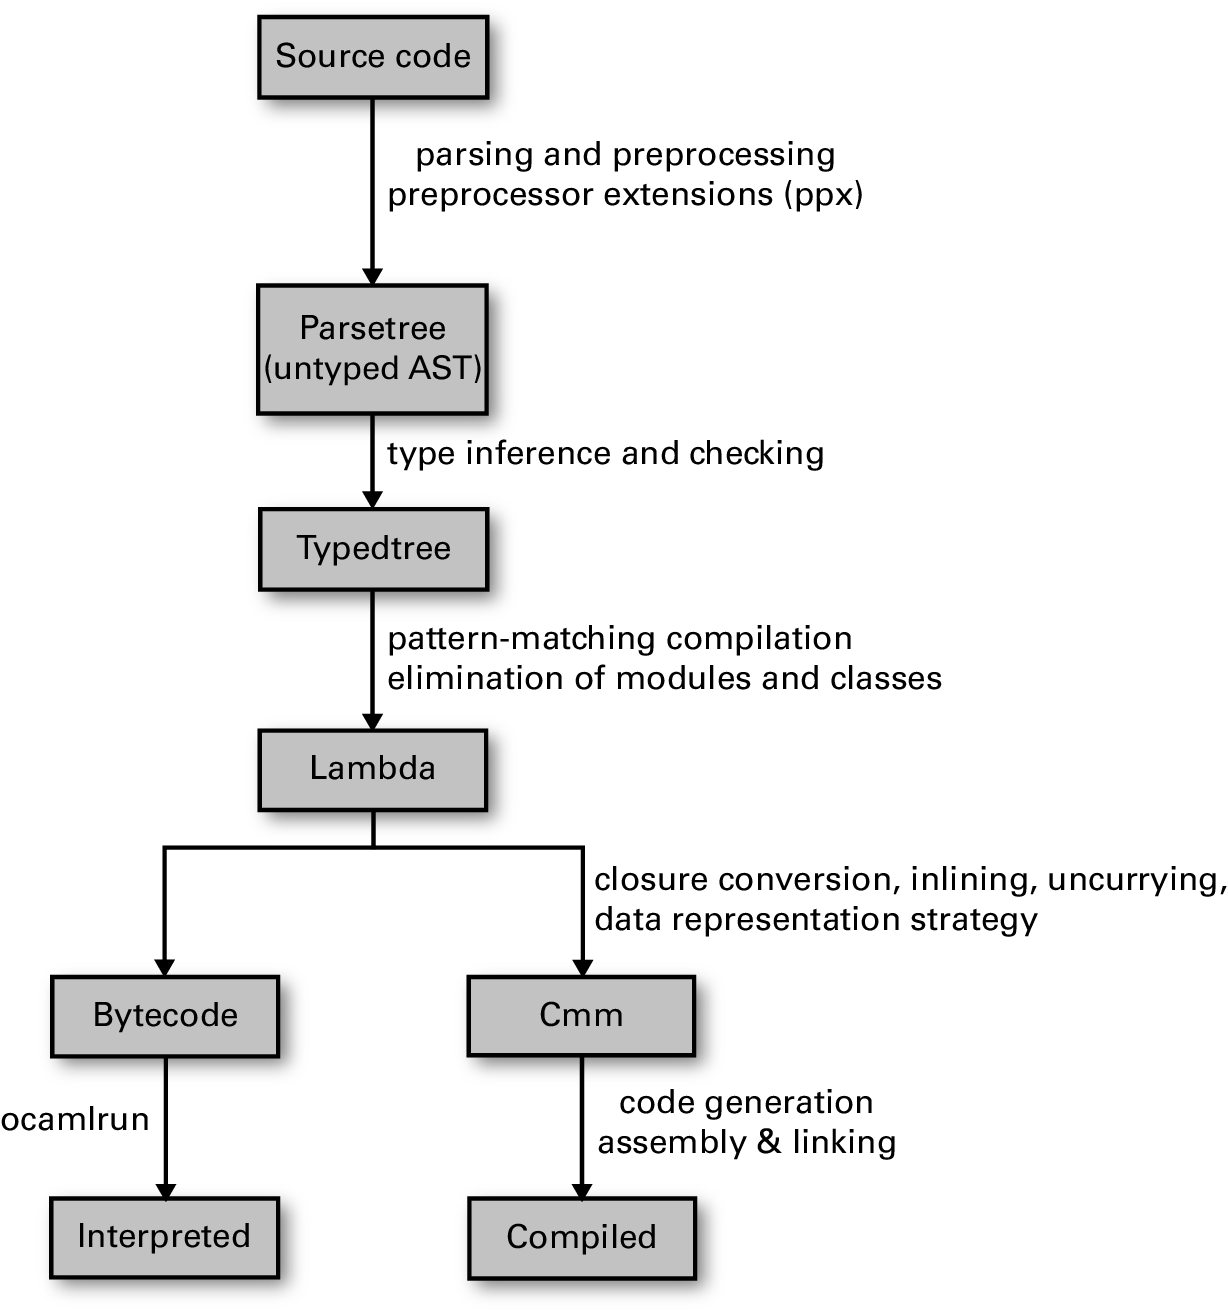 Source code
parsing and preprocessing
preprocessor extensions (ppx)
Parsetree
(untyped AST)
type inference and checking
Typedtree
pattern-matching compilation
elimination of modules and classes
Lambda
closure conversion, inlining, uncurrying,
data representation strategy
Bytecode
Cmm
ocamlrun
code generation
assembly & linking
Interpreted
Compiled